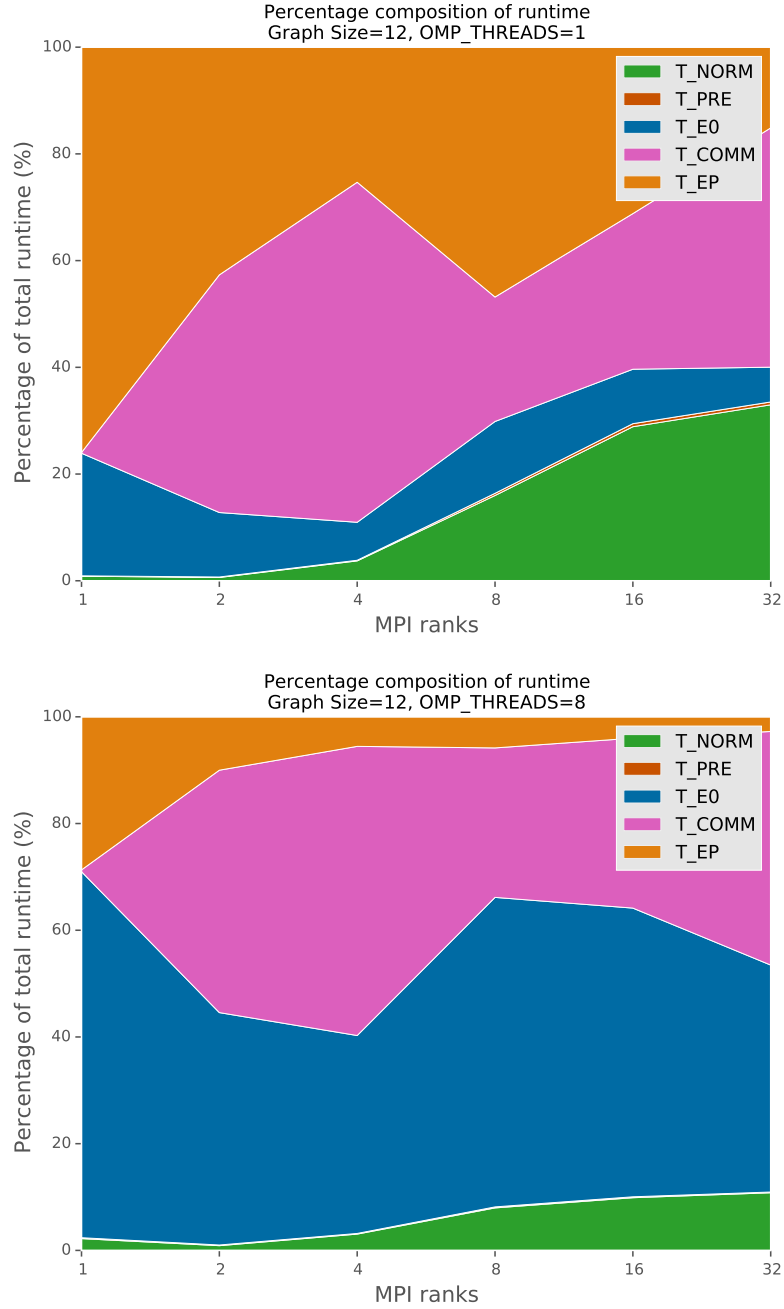 Percentage composition of runtime
Graph Size=12, OMP_THREADS=1
100
80
60
40
20
0
Percentage of total runtime (%)
T_NORM
T_PRE
T_E0
T_COMM
T_EP
1 2 4 8 16 32
MPI ranks
Percentage composition of runtime
Graph Size=12, OMP_THREADS=8
100
80
60
40
20
0
Percentage of total runtime (%)
T_NORM
T_PRE
T_E0
T_COMM
T_EP
1 2 4 8 16 32
MPI ranks